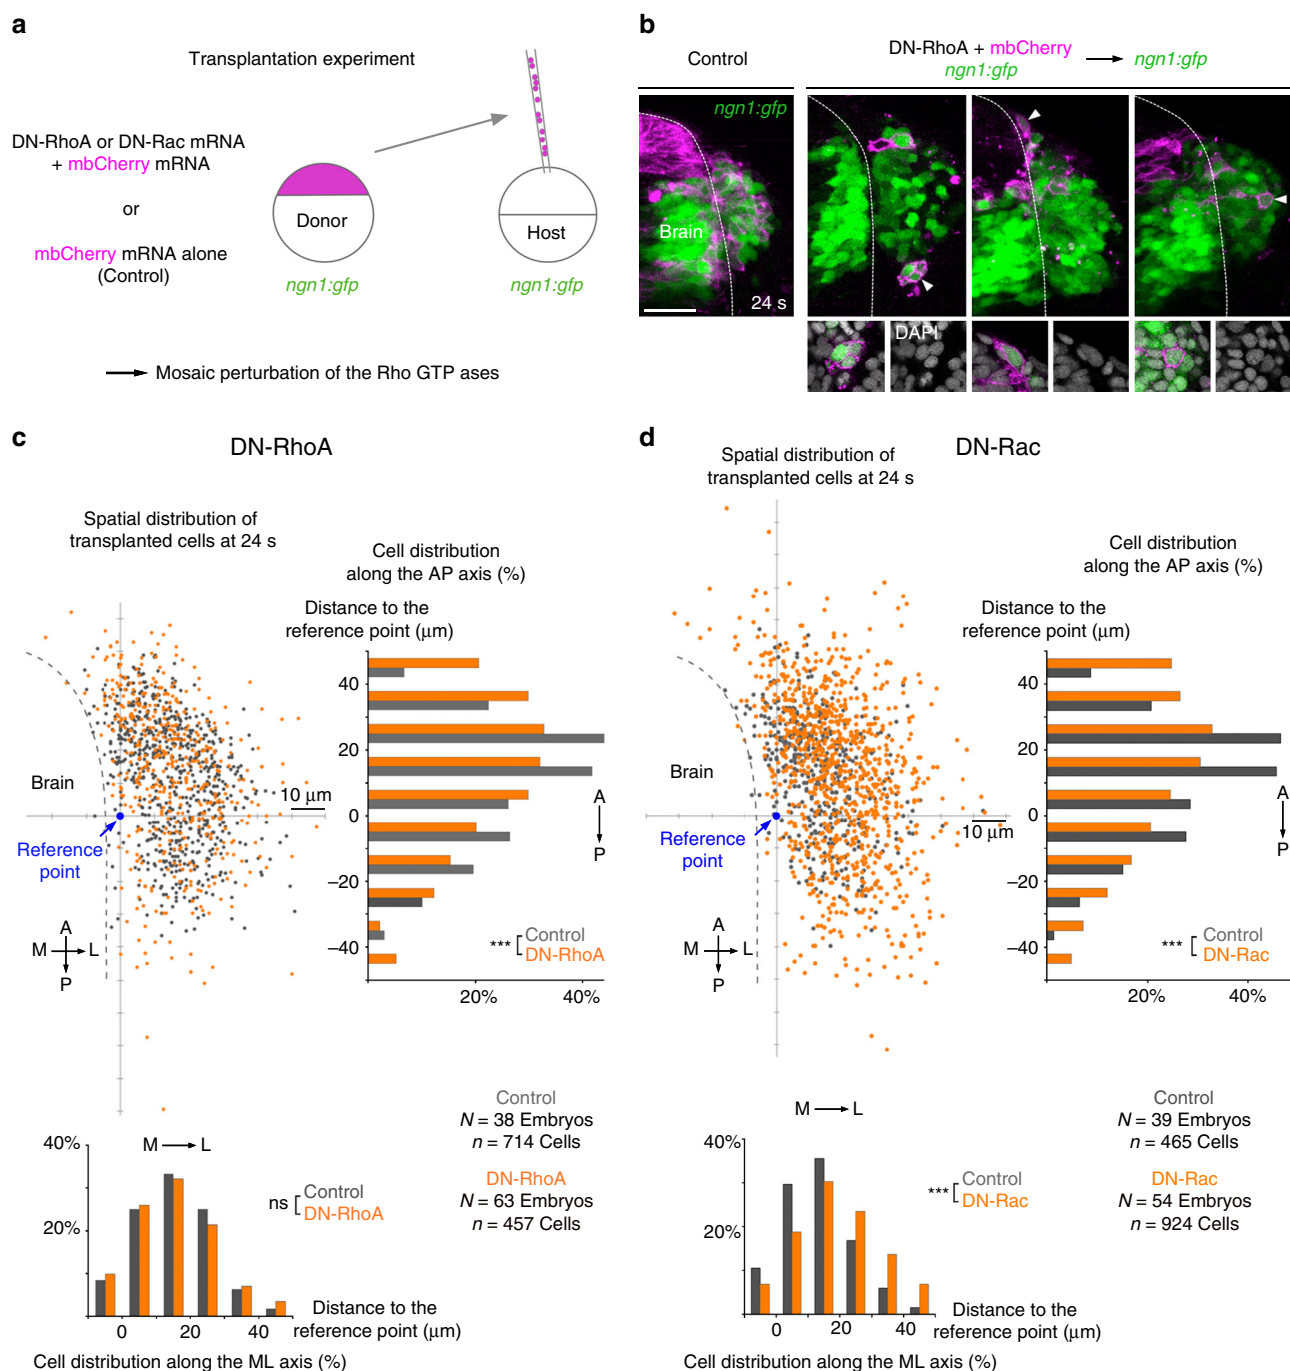 a
Transplantation experiment
DN-RhoA or DN-Rac mRNA
+ mbCherry mRNA
or
mbCherry mRNA alone
(Control)
Donor
ngn1:gfp
Host
ngn1:gfp
Mosaic perturbation of the Rho GTP ases
b
Control
DN-RhoA + mbCherry
ngn1:gfp
ngn1:gfp
ngn1:gfp
Brain
24 s
DAPI
c
DN-RhoA
Spatial distribution of
transplanted cells at 24 s
Cell distribution
along the AP axis (%)
Distance to the
reference point (μm)
40
20
0
–20
–40
20%
40%
A
P
Control
DN-RhoA
***
Brain
10 μm
Reference
point
A
M
L
P
40%
20%
M
L
ns
Control
DN-RhoA
0
20
40
Distance to the
reference point (μm)
Cell distribution along the ML axis (%)
Control
N = 38 Embryos
n = 714 Cells
DN-RhoA
N = 63 Embryos
n = 457 Cells
d
DN-Rac
Spatial distribution of
transplanted cells at 24 s
Cell distribution
along the AP axis (%)
Distance to the
reference point (μm)
40
20
0
–20
–40
20%
40%
A
P
Control
DN-Rac
***
Brain
10 μm
Reference
point
A
M
L
P
40%
20%
M
L
***
Control
DN-Rac
0
20
40
Distance to the
reference point (μm)
Cell distribution along the ML axis (%)
Control
N = 39 Embryos
n = 465 Cells
DN-Rac
N = 54 Embryos
n = 924 Cells